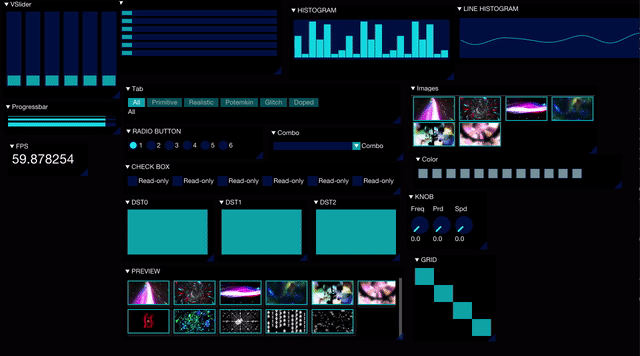 VSlider
HISTOGRAM
LINE HISTOGRAM
Tab
All Primitive Realistic Potemkin Glitch Doped
All
Images
Progressbar
RADIO BUTTON
1 2 3 4 5 6
Combo
Combo
FPS
59.878254
CHECK BOX
Read-only Read-only Read-only Read-only Read-only Read-only
Color
DST0
DST1
DST2
KNOB
Freq Prd Spd
0.0 0.0 0.0
GRID
PREVIEW